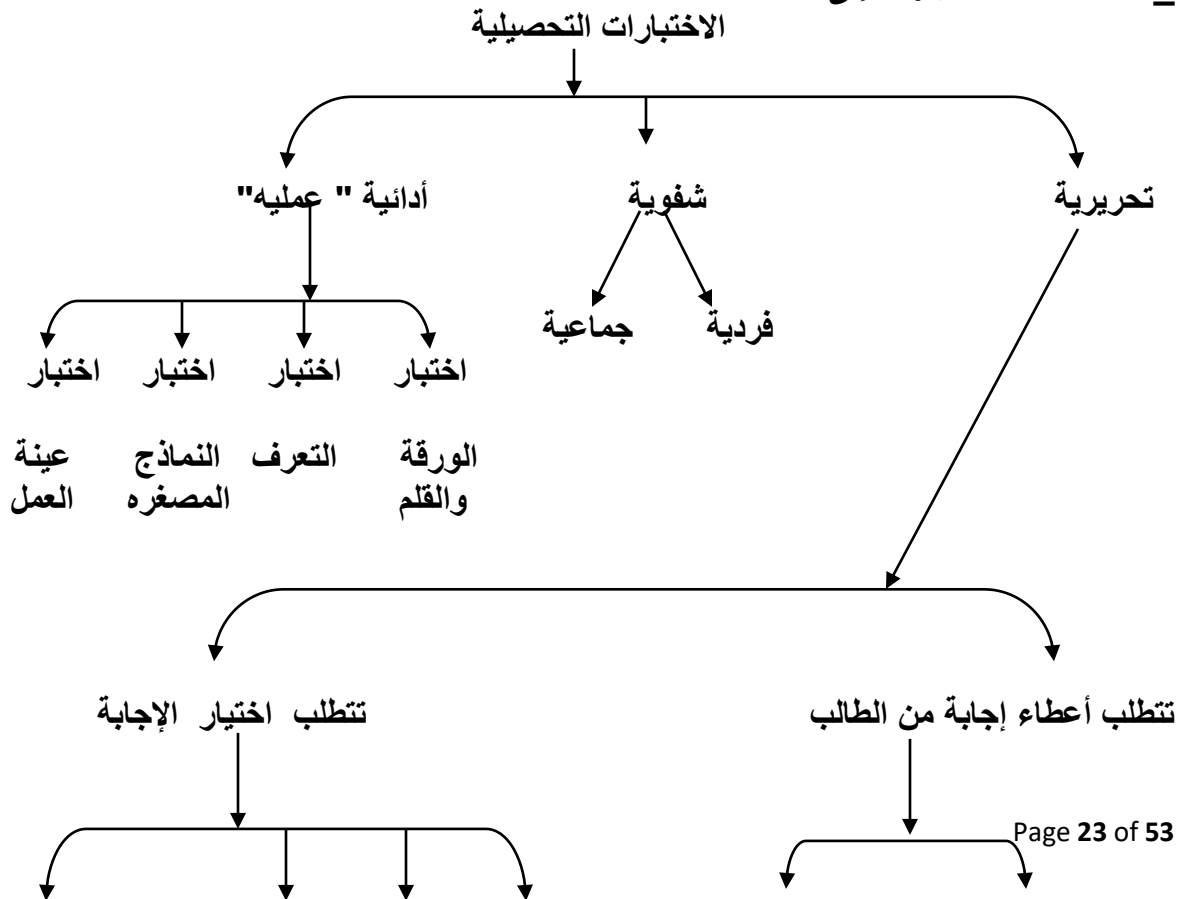 الاختبارات التحصيلية
تحريرية شفوية أدائية " عمليه"
فردية جماعية
اختبار اختبار اختبار اختبار
الورقة التعرف النماذج عينة
والقلم المصغره العمل
تتطلب أعطاء إجابة من الطالب تتطلب اختيار الإجابة
Page 23 of 53